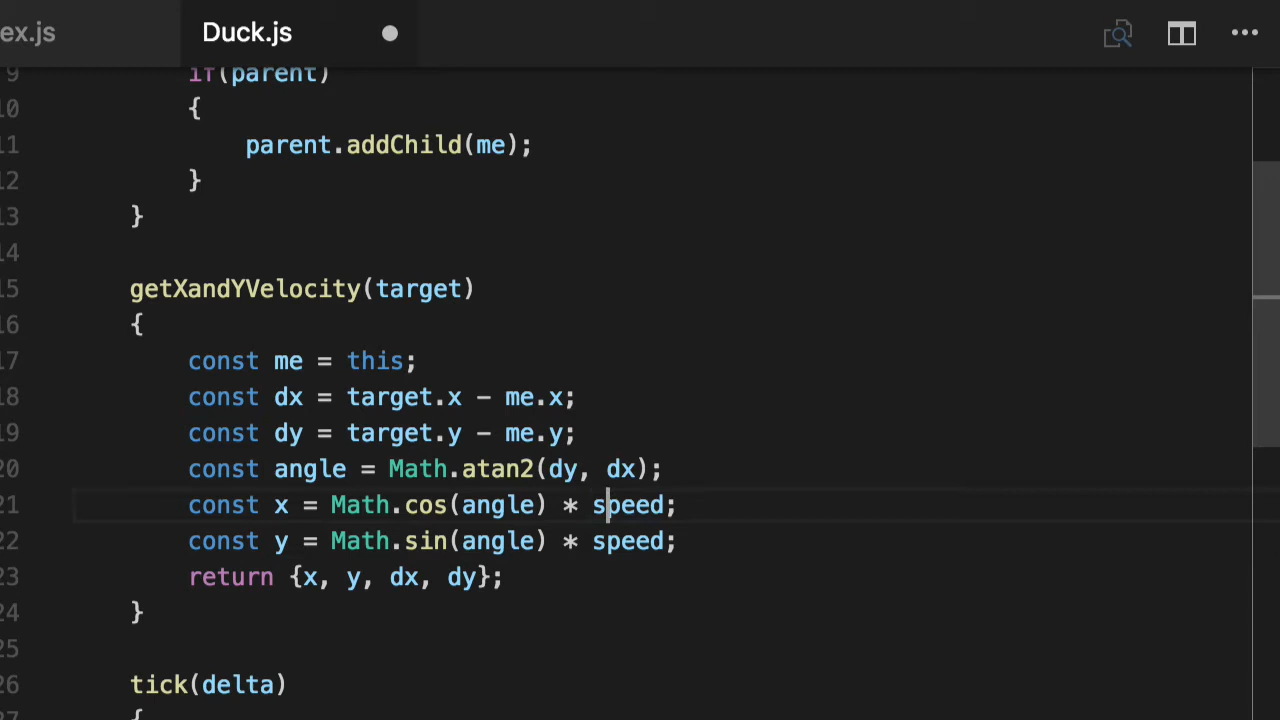 ex.js Duck.js
9 if(parent)
10 {
11 parent.addChild(me);
12 }
13 }
14
15 getXandYVelocity(target)
16 {
17 const me = this;
18 const dx = target.x - me.x;
19 const dy = target.y - me.y;
20 const angle = Math.atan2(dy, dx);
21 const x = Math.cos(angle) * speed;
22 const y = Math.sin(angle) * speed;
23 return {x, y, dx, dy};
24 }
25
26 tick(delta)
27 {